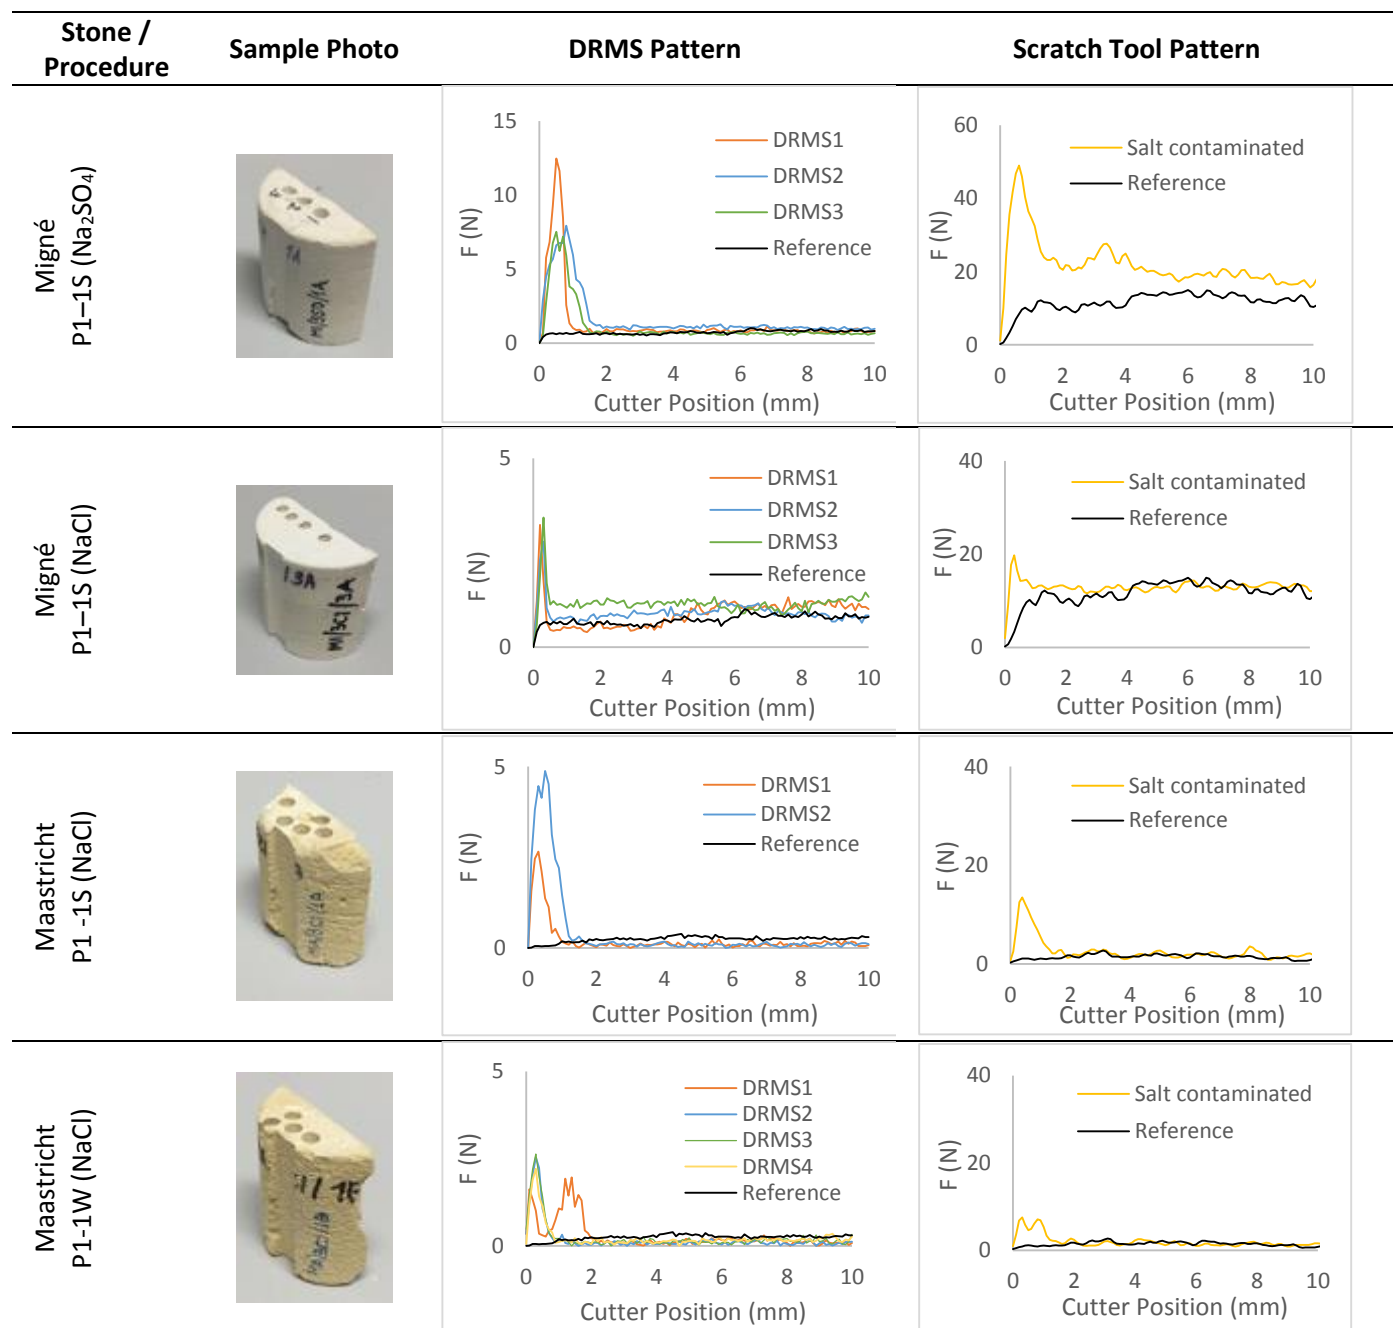 Stone / Procedure
Sample Photo
DRMS Pattern
Scratch Tool Pattern
Migné
P1–1S (Na₂SO₄)
1A
15
10
5
0
F (N)
DRMS1
DRMS2
DRMS3
Reference
0 2 4 6 8 10
Cutter Position (mm)
60
40
20
0
F (N)
Salt contaminated
Reference
0 2 4 6 8 10
Cutter Position (mm)
Migné
P1–1S (NaCl)
13A
5
0
F (N)
DRMS1
DRMS2
DRMS3
Reference
0 2 4 6 8 10
Cutter Position (mm)
40
20
0
F (N)
Salt contaminated
Reference
0 2 4 6 8 10
Cutter Position (mm)
Maastricht
P1 -1S (NaCl)
5
0
F (N)
DRMS1
DRMS2
Reference
0 2 4 6 8 10
Cutter Position (mm)
40
20
0
F (N)
Salt contaminated
Reference
0 2 4 6 8 10
Cutter Position (mm)
Maastricht
P1-1W (NaCl)
5
0
F (N)
DRMS1
DRMS2
DRMS3
DRMS4
Reference
0 2 4 6 8 10
Cutter Position (mm)
40
20
0
F (N)
Salt contaminated
Reference
0 2 4 6 8 10
Cutter Position (mm)